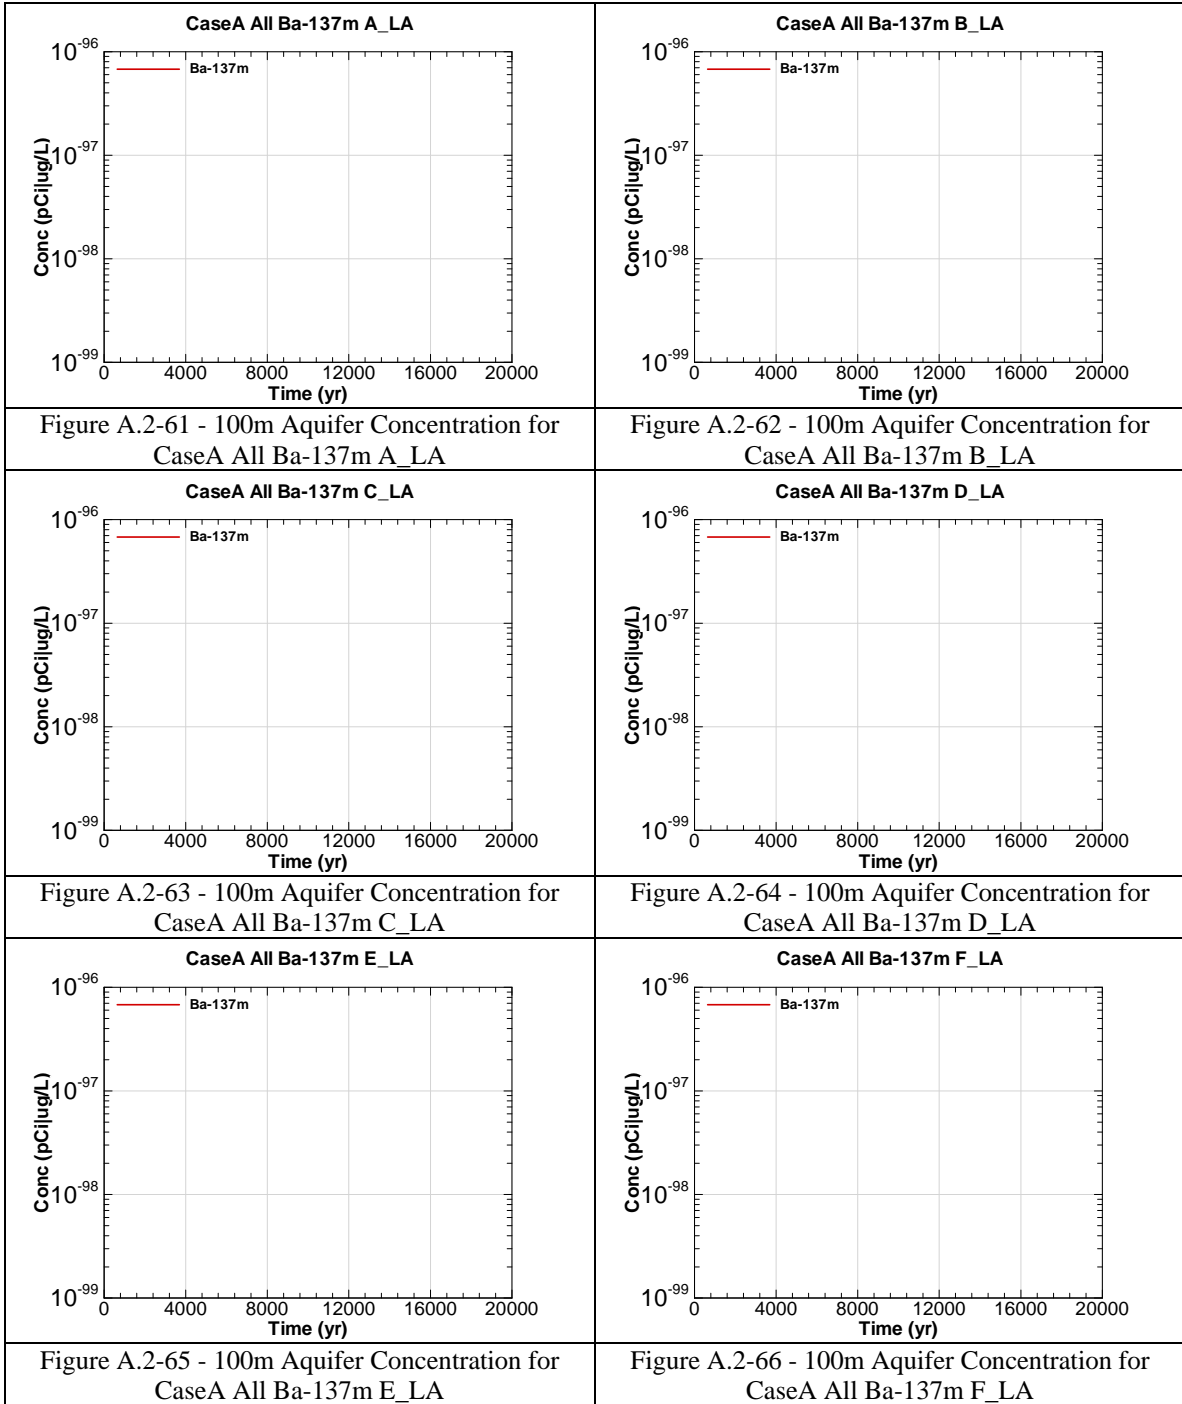 CaseA All Ba-137m A_LA
10-96
Ba-137m
10-97
Conc (pCi|ug/L)
10-98
10-99
0 4000 8000 12000 16000 20000
Time (yr)
Figure A.2-61 - 100m Aquifer Concentration for
CaseA All Ba-137m A_LA
CaseA All Ba-137m B_LA
10-96
Ba-137m
10-97
Conc (pCi|ug/L)
10-98
10-99
0 4000 8000 12000 16000 20000
Time (yr)
Figure A.2-62 - 100m Aquifer Concentration for
CaseA All Ba-137m B_LA
CaseA All Ba-137m C_LA
10-96
Ba-137m
10-97
Conc (pCi|ug/L)
10-98
10-99
0 4000 8000 12000 16000 20000
Time (yr)
Figure A.2-63 - 100m Aquifer Concentration for
CaseA All Ba-137m C_LA
CaseA All Ba-137m D_LA
10-96
Ba-137m
10-97
Conc (pCi|ug/L)
10-98
10-99
0 4000 8000 12000 16000 20000
Time (yr)
Figure A.2-64 - 100m Aquifer Concentration for
CaseA All Ba-137m D_LA
CaseA All Ba-137m E_LA
10-96
Ba-137m
10-97
Conc (pCi|ug/L)
10-98
10-99
0 4000 8000 12000 16000 20000
Time (yr)
Figure A.2-65 - 100m Aquifer Concentration for
CaseA All Ba-137m E_LA
CaseA All Ba-137m F_LA
10-96
Ba-137m
10-97
Conc (pCi|ug/L)
10-98
10-99
0 4000 8000 12000 16000 20000
Time (yr)
Figure A.2-66 - 100m Aquifer Concentration for
CaseA All Ba-137m F_LA